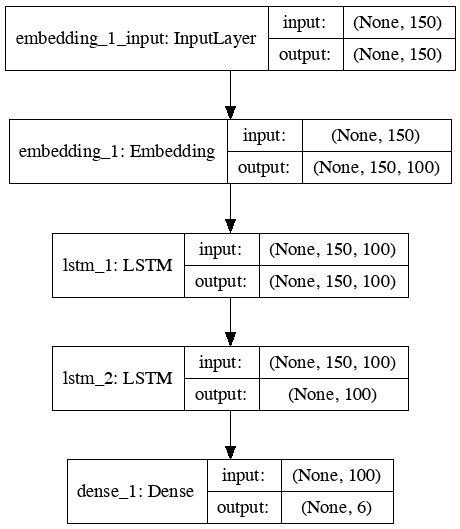 embedding_1_input: InputLayer
input: (None, 150)
output: (None, 150)
embedding_1: Embedding
input: (None, 150)
output: (None, 150, 100)
lstm_1: LSTM
input: (None, 150, 100)
output: (None, 150, 100)
lstm_2: LSTM
input: (None, 150, 100)
output: (None, 100)
dense_1: Dense
input: (None, 100)
output: (None, 6)